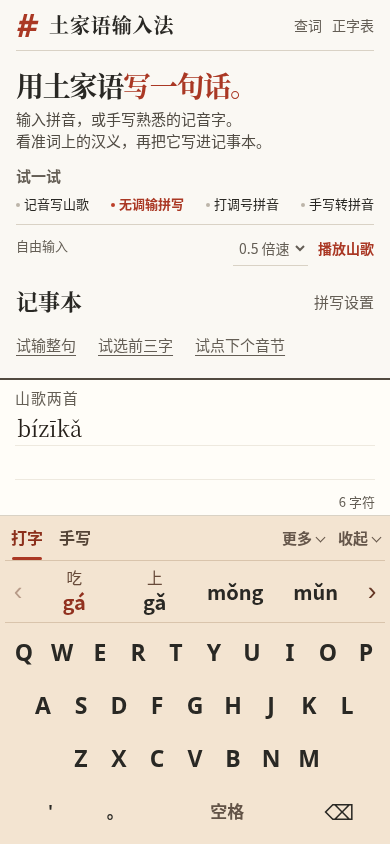 # 土家语输入法 查词 正字表
用土家语写一句话。
输入拼音，或手写熟悉的记音字。
看准词上的汉义，再把它写进记事本。
试一试
记音写山歌 无调输拼写 打调号拼音 手写转拼音
自由输入 0.5 倍速 播放山歌
记事本 拼写设置
试输整句 试选前三字 试点下个音节
山歌两首
bízīkǎ
6 字符
打字 手写 更多 收起
吃 上
‹ gá gǎ mǒng mǔn ›
Q W E R T Y U I O P
A S D F G H J K L
Z X C V B N M
' 。 空格 ⌫